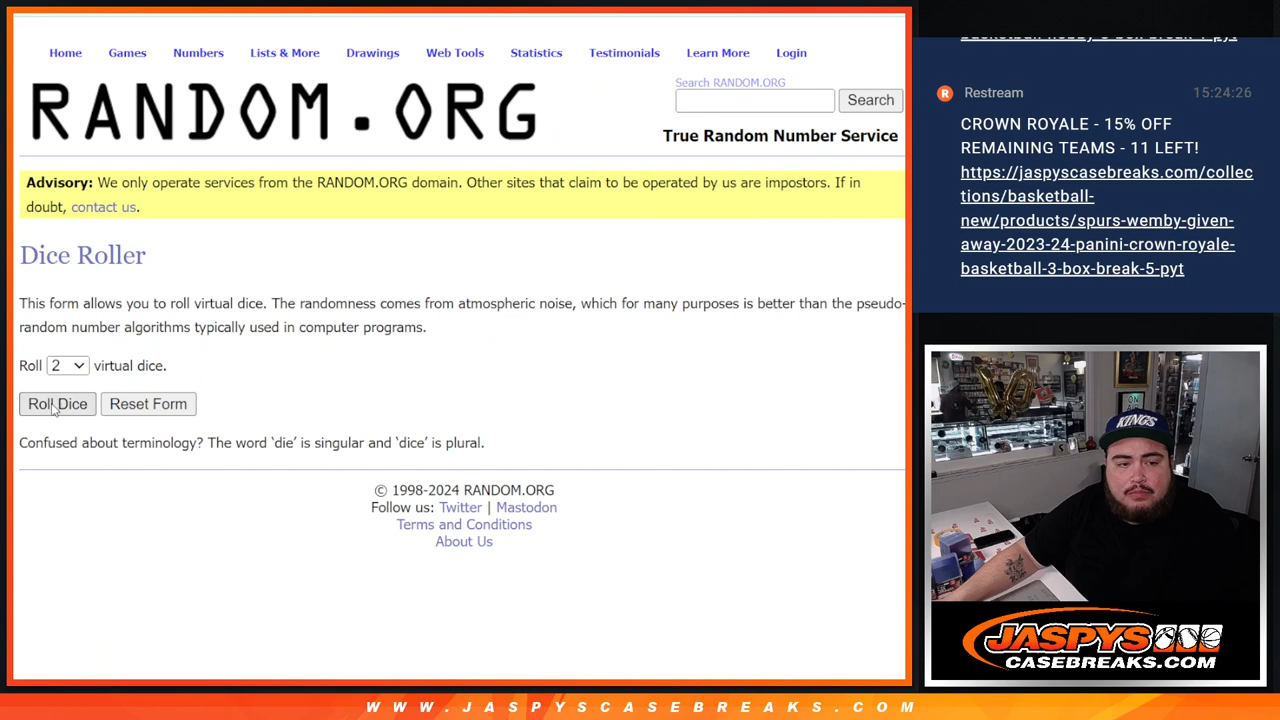 Home Games Numbers Lists & More Drawings Web Tools Statistics Testimonials Learn More Login
RANDOM.ORG
Search RANDOM.ORG
Search
True Random Number Service
Advisory: We only operate services from the RANDOM.ORG domain. Other sites that claim to be operated by us are impostors. If in
doubt, contact us.
Dice Roller
This form allows you to roll virtual dice. The randomness comes from atmospheric noise, which for many purposes is better than the pseudo-
random number algorithms typically used in computer programs.
Roll 2 virtual dice.
Roll Dice Reset Form
Confused about terminology? The word ‘die’ is singular and ‘dice’ is plural.
© 1998-2024 RANDOM.ORG
Follow us: Twitter | Mastodon
Terms and Conditions
About Us
basketball-hobby-3-box-break-4-pyt
Restream 15:24:26
CROWN ROYALE - 15% OFF
REMAINING TEAMS - 11 LEFT!
https://jaspyscasebreaks.com/collec
tions/basketball-
new/products/spurs-wemby-given-
away-2023-24-panini-crown-royale-
basketball-3-box-break-5-pyt
KINGS
JASPYS
CASEBREAKS.COM
WWW.JASPYSCASEBREAKS.COM